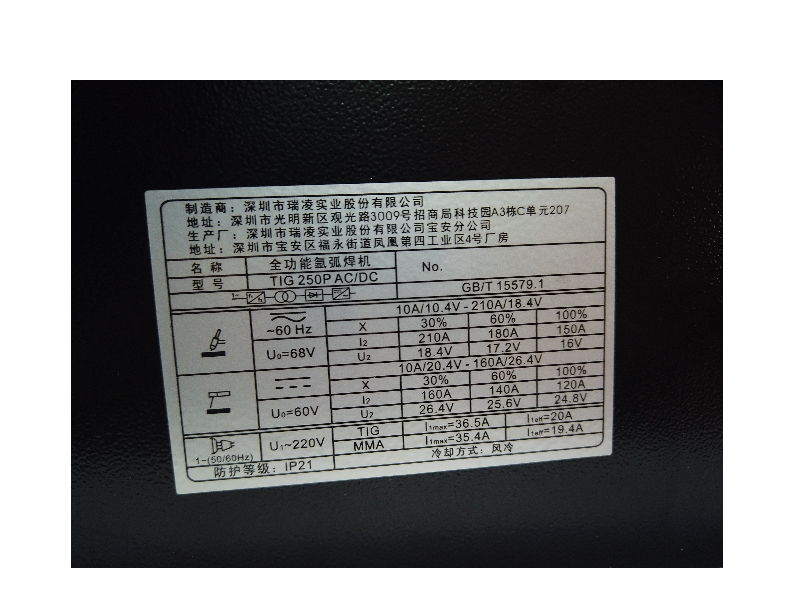 制造商：深圳市瑞凌实业股份有限公司
地址：深圳市光明新区观光路3009号招商局科技园A3栋C单元207
生产厂：深圳市瑞凌实业股份有限公司宝安分公司
地址：深圳市宝安区福永街道凤凰第四工业区4号厂房
名称 全功能氩弧焊机 No.
型号 TIG 250P AC/DC
1~ GB/T 15579.1
10A/10.4V - 210A/18.4V
~60 Hz X 30% 60% 100%
I2 210A 180A 150A
U0=68V U2 18.4V 17.2V 16V
10A/20.4V - 160A/26.4V
X 30% 60% 100%
I2 160A 140A 120A
U0=60V U2 26.4V 25.6V 24.8V
U1~220V TIG I1max=36.5A I1eff=20A
1~(50/60Hz) MMA I1max=35.4A I1eff=19.4A
防护等级：IP21 冷却方式：风冷